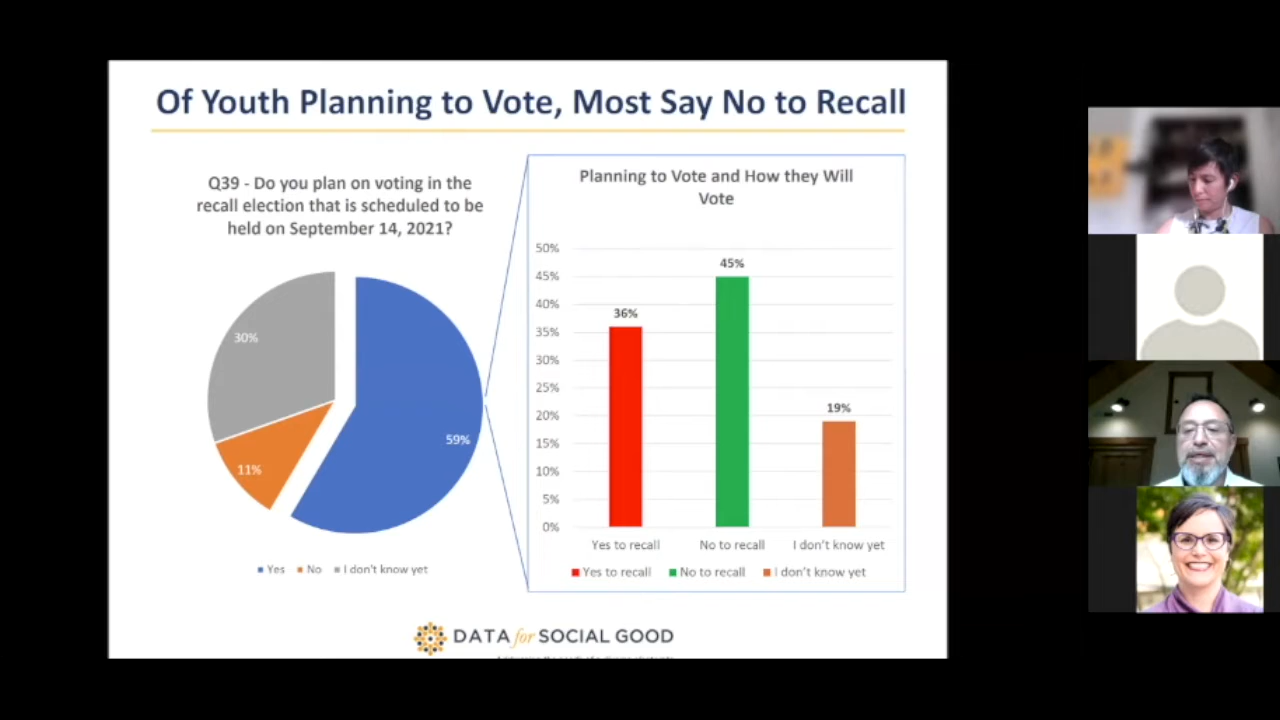 Of Youth Planning to Vote, Most Say No to Recall
Q39 - Do you plan on voting in the
recall election that is scheduled to be
held on September 14, 2021?
30%
11%
59%
Yes No I don't know yet
Planning to Vote and How they Will
Vote
50%
45%
40%
35%
30%
25%
20%
15%
10%
5%
0%
36%
45%
19%
Yes to recall No to recall I don't know yet
Yes to recall No to recall I don't know yet
DATA for SOCIAL GOOD